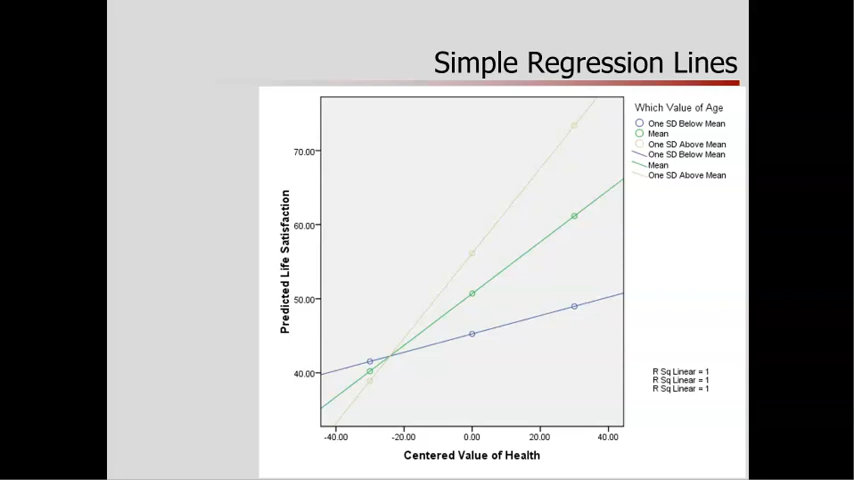 Simple Regression Lines
Which Value of Age
One SD Below Mean
Mean
One SD Above Mean
One SD Below Mean
Mean
One SD Above Mean
70.00
60.00
50.00
40.00
Predicted Life Satisfaction
R Sq Linear = 1
R Sq Linear = 1
R Sq Linear = 1
-40.00 -20.00 0.00 20.00 40.00
Centered Value of Health